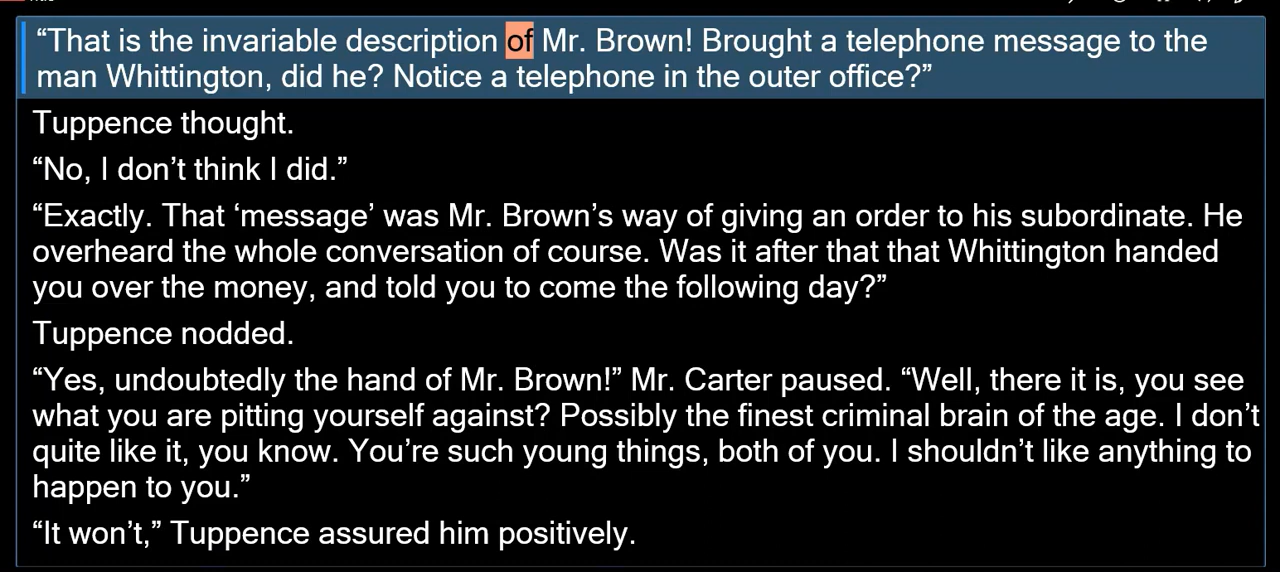 “That is the invariable description of Mr. Brown! Brought a telephone message to the
man Whittington, did he? Notice a telephone in the outer office?”
Tuppence thought.
“No, I don’t think I did.”
“Exactly. That ‘message’ was Mr. Brown’s way of giving an order to his subordinate. He
overheard the whole conversation of course. Was it after that that Whittington handed
you over the money, and told you to come the following day?”
Tuppence nodded.
“Yes, undoubtedly the hand of Mr. Brown!” Mr. Carter paused. “Well, there it is, you see
what you are pitting yourself against? Possibly the finest criminal brain of the age. I don’t
quite like it, you know. You’re such young things, both of you. I shouldn’t like anything to
happen to you.”
“It won’t,” Tuppence assured him positively.